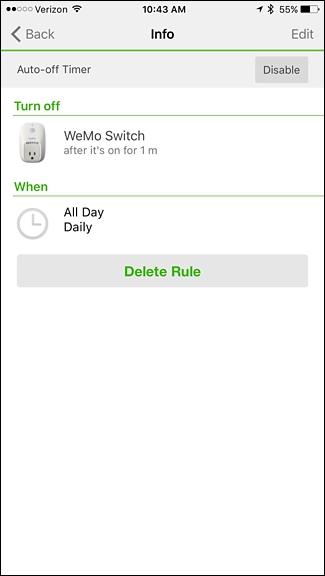 Verizon 10:43 AM 55%
Back Info Edit
Auto-off Timer Disable
Turn off
WeMo Switch
after it's on for 1 m
When
All Day
Daily
Delete Rule